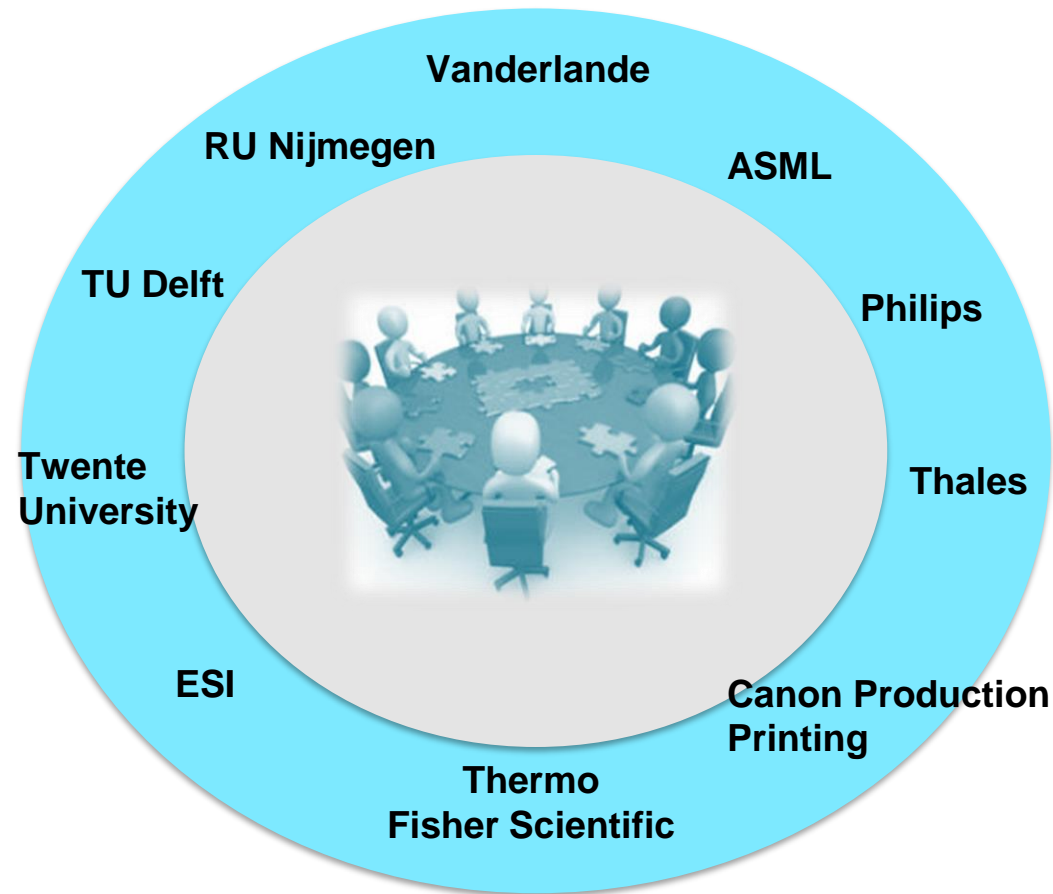 Vanderlande
RU Nijmegen
ASML
TU Delft
Philips
Twente
University
Thales
ESI
Canon Production
Printing
Thermo
Fisher Scientific